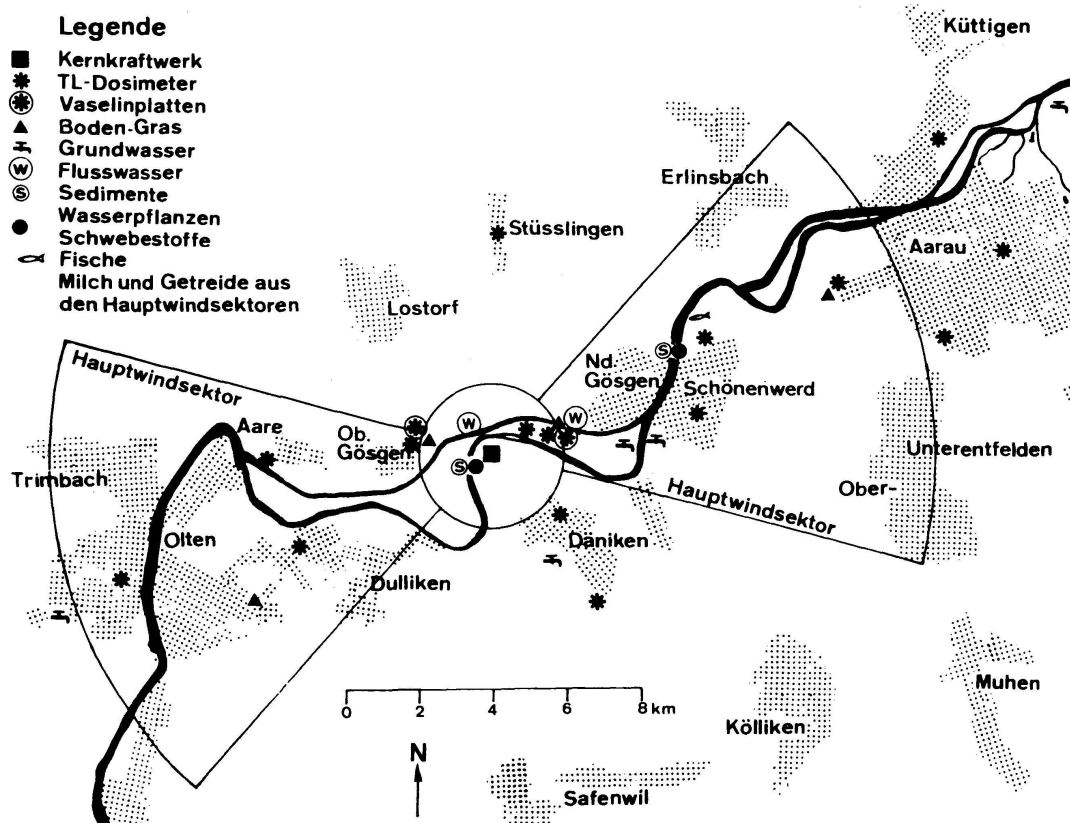 Legende
Kernkraftwerk
TL-Dosimeter
Vaselinplatten
Boden-Gras
Grundwasser
W Flusswasser
S Sedimente
Wasserpflanzen
Schwebestoffe
Fische
Milch und Getreide aus
den Hauptwindsektoren
Küttigen
Erlinsbach
Stüsslingen
Aarau
Lostorf
Hauptwindsektor
Nd.
Gösgen
S
Schönenwerd
Aare
Ob.
Gösgen
W
W
Unterentfelden
Trimbach
S
Hauptwindsektor
Ober-
Olten
Däniken
Dulliken
0 2 4 6 8 km
N
Muhen
Kölliken
Safenwil